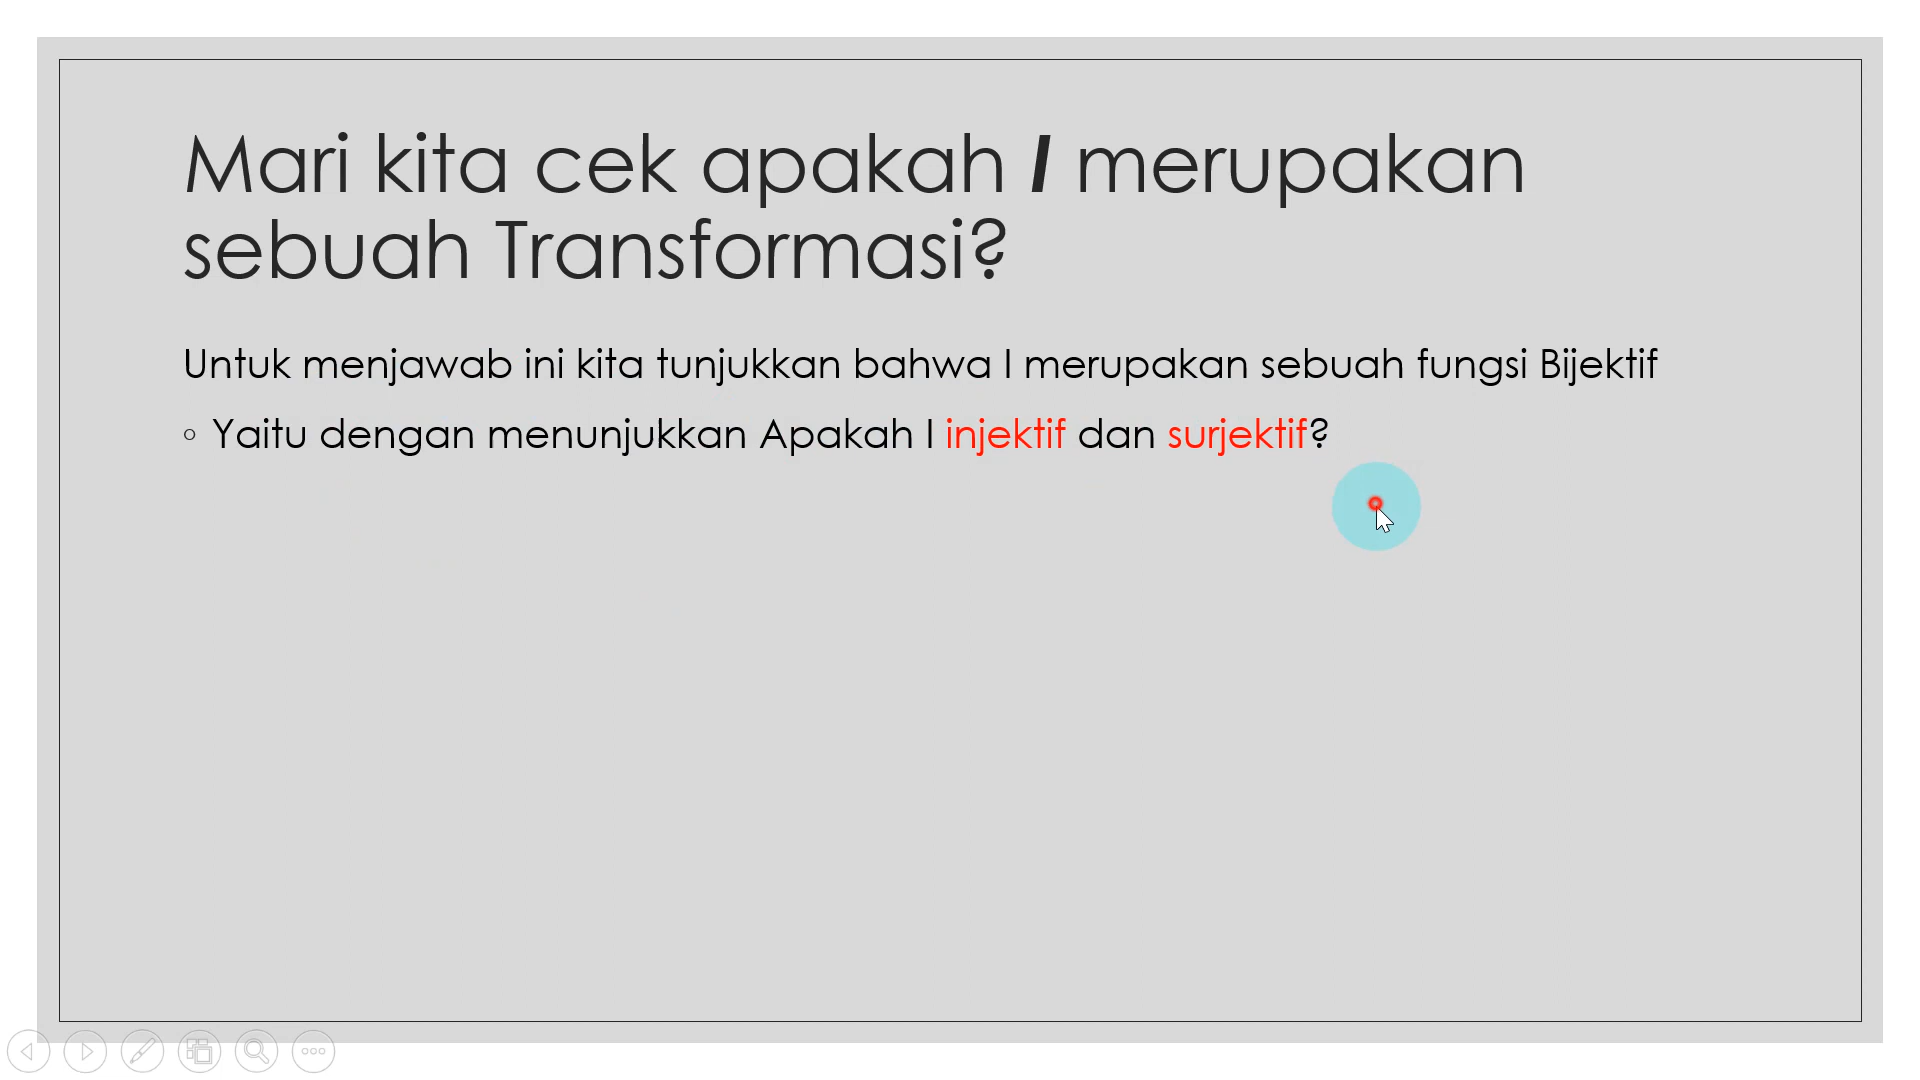 Mari kita cek apakah I merupakan
sebuah Transformasi?
Untuk menjawab ini kita tunjukkan bahwa I merupakan sebuah fungsi Bijektif
Yaitu dengan menunjukkan Apakah I injektif dan surjektif?